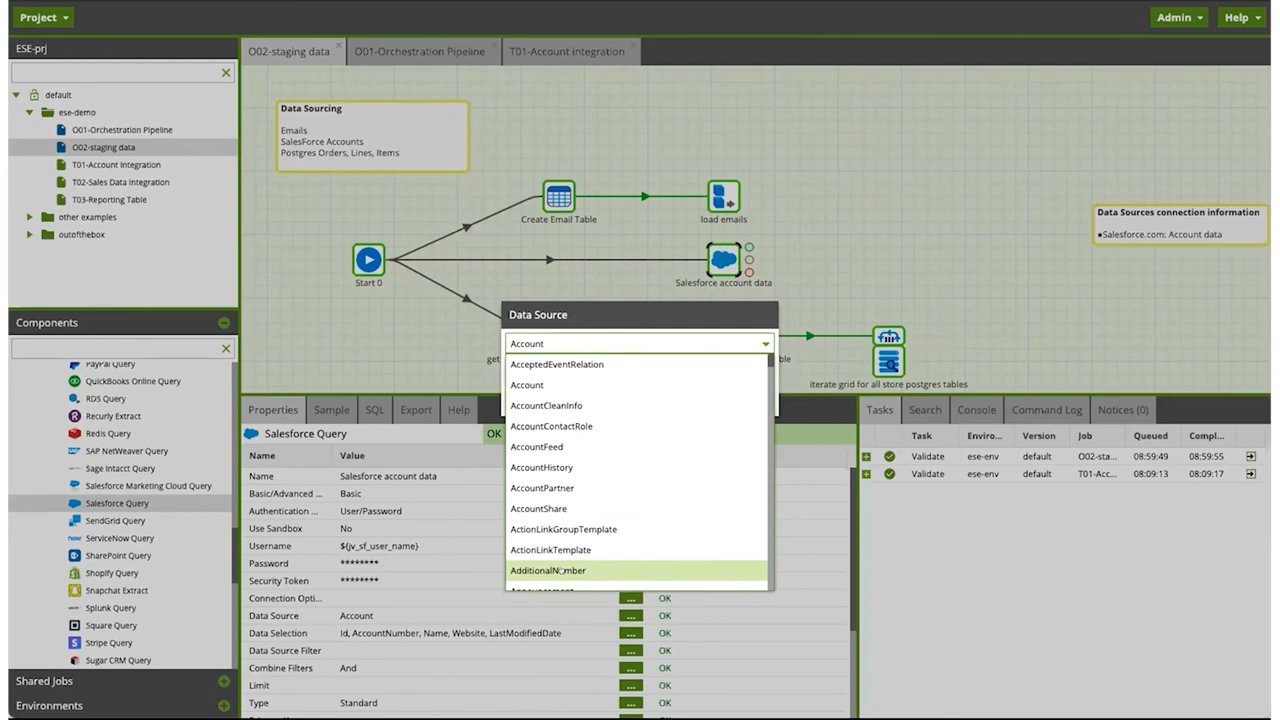 Project
Admin
Help
ESE-prj
default
ese-demo
O01-Orchestration Pipeline
O02-staging data
T01-Account integration
T02-Sales Data Integration
T03-Reporting Table
other examples
outofthebox
Components
PayPal Query
QuickBooks Online Query
RDS Query
Recurly Extract
Redis Query
SAP NetWeaver Query
Sage Intacct Query
Salesforce Marketing Cloud Query
Salesforce Query
SendGrid Query
ServiceNow Query
SharePoint Query
Shopify Query
Snapchat Extract
Splunk Query
Square Query
Stripe Query
Sugar CRM Query
Shared Jobs
Environments
O02-staging data
O01-Orchestration Pipeline
T01-Account integration
Data Sourcing
Emails
SalesForce Accounts
Postgres Orders, Lines, Items
Create Email Table
load emails
Start 0
Salesforce account data
Data Sources connection information
●Salesforce.com: Account data
get
ble
iterate grid for all store postgres tables
Data Source
Account
AcceptedEventRelation
Account
AccountCleanInfo
AccountContactRole
AccountFeed
AccountHistory
AccountPartner
AccountShare
ActionLinkGroupTemplate
ActionLinkTemplate
AdditionalNumber
Properties Sample SQL Export Help
Salesforce Query OK
Name Value
Name Salesforce account data
Basic/Advanced ... Basic
Authentication ... User/Password
Use Sandbox No
Username ${jv_sf_user_name}
Password ********
Security Token ********
Connection Opti... ... OK
Data Source Account ... OK
Data Selection Id, AccountNumber, Name, Website, LastModifiedDate ... OK
Data Source Filter ... OK
Combine Filters And ... OK
Limit ... OK
Type Standard ... OK
Tasks Search Console Command Log Notices (0)
Task Enviro... Version Job Queued Compl...
Validate ese-env default O02-sta... 08:59:49 08:59:55
Validate ese-env default T01-Acc... 08:09:13 08:09:17